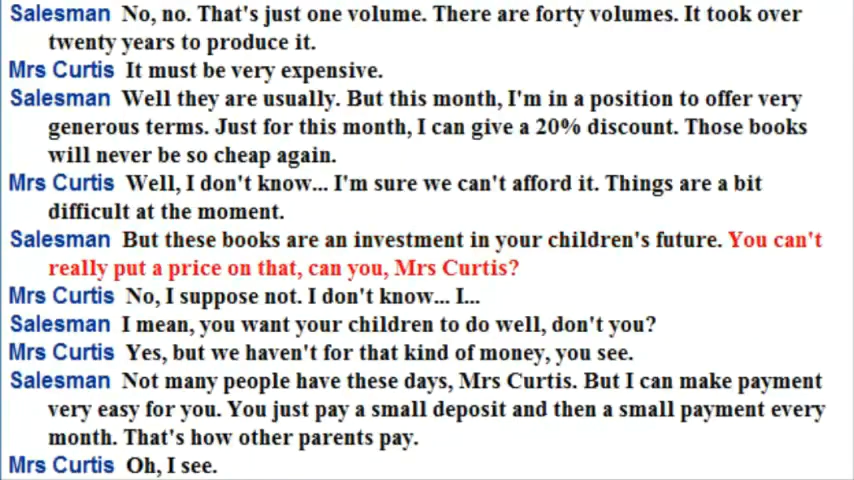 Salesman No, no. That's just one volume. There are forty volumes. It took over
twenty years to produce it.
Mrs Curtis It must be very expensive.
Salesman Well they are usually. But this month, I'm in a position to offer very
generous terms. Just for this month, I can give a 20% discount. Those books
will never be so cheap again.
Mrs Curtis Well, I don't know... I'm sure we can't afford it. Things are a bit
difficult at the moment.
Salesman But these books are an investment in your children's future. You can't
really put a price on that, can you, Mrs Curtis?
Mrs Curtis No, I suppose not. I don't know... I...
Salesman I mean, you want your children to do well, don't you?
Mrs Curtis Yes, but we haven't for that kind of money, you see.
Salesman Not many people have these days, Mrs Curtis. But I can make payment
very easy for you. You just pay a small deposit and then a small payment every
month. That's how other parents pay.
Mrs Curtis Oh, I see.